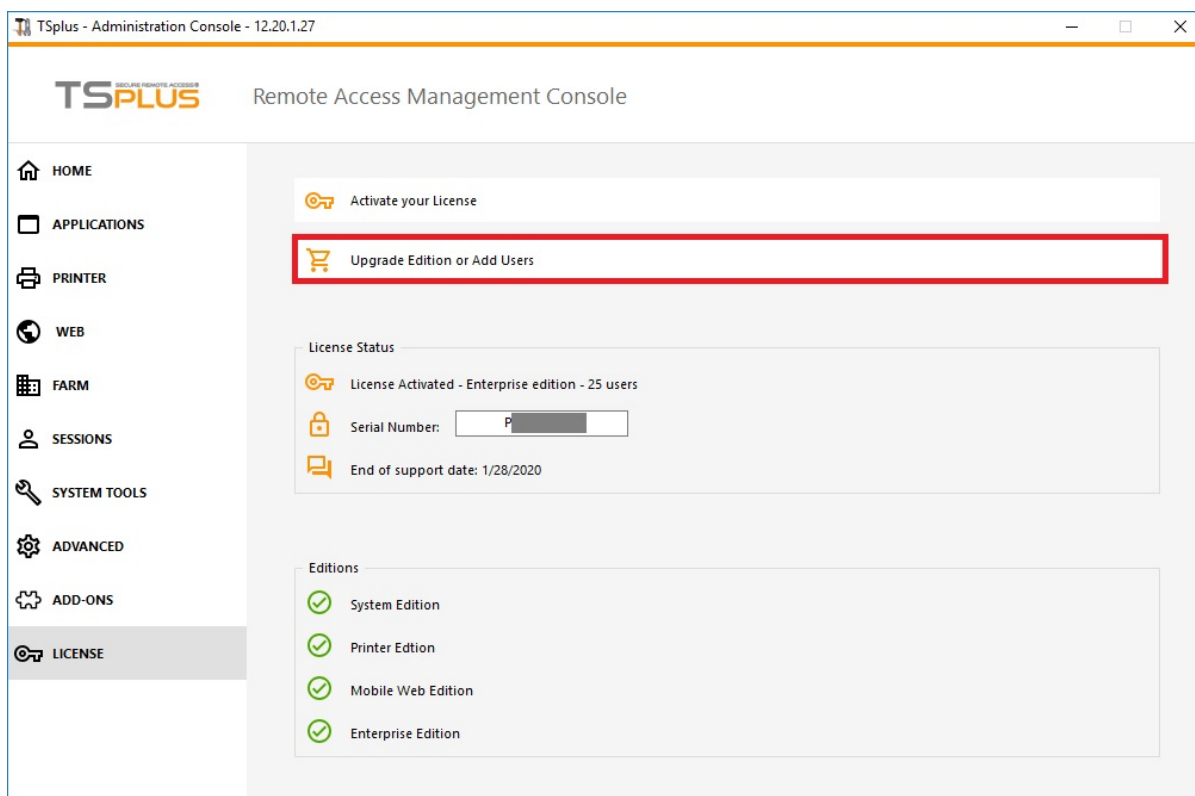 TSplus - Administration Console - 12.20.1.27
TSPLUS
SECURE REMOTE ACCESS®
Remote Access Management Console
HOME
APPLICATIONS
PRINTER
WEB
FARM
SESSIONS
SYSTEM TOOLS
ADVANCED
ADD-ONS
LICENSE
Activate your License
Upgrade Edition or Add Users
License Status
License Activated - Enterprise edition - 25 users
Serial Number: P
End of support date: 1/28/2020
Editions
System Edition
Printer Edtion
Mobile Web Edition
Enterprise Edition